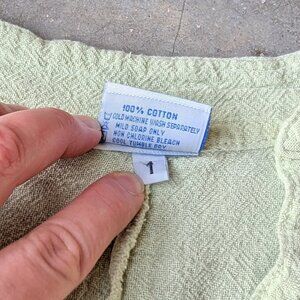 100% COTTON
COLD MACHINE WASH SEPARATELY
MILD SOAP ONLY
NON CHLORINE BLEACH
COOL TUMBLE DRY
1